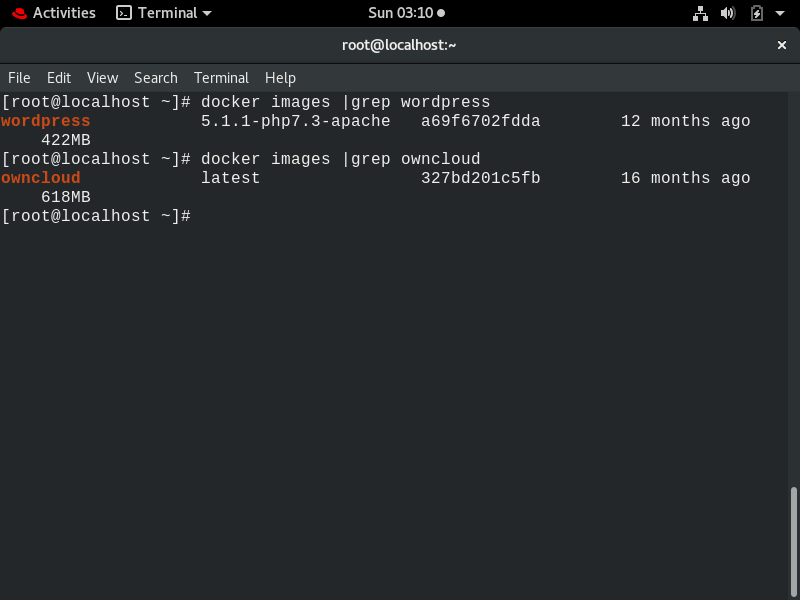 Activities Terminal Sun 03:10
root@localhost:~
File Edit View Search Terminal Help
[root@localhost ~]# docker images |grep wordpress
wordpress 5.1.1-php7.3-apache a69f6702fdda 12 months ago
422MB
[root@localhost ~]# docker images |grep owncloud
owncloud latest 327bd201c5fb 16 months ago
618MB
[root@localhost ~]#